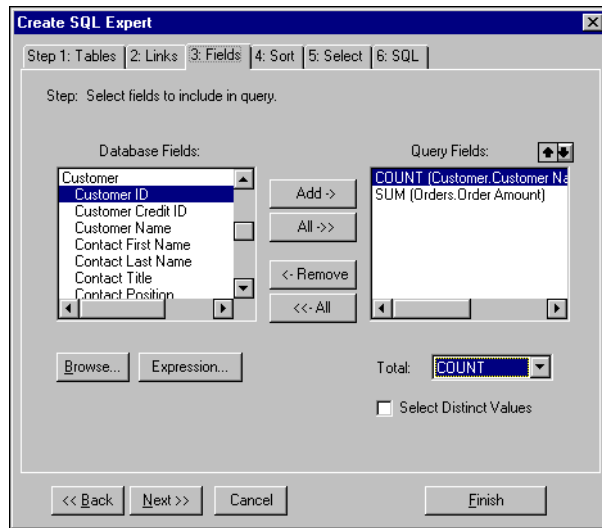 Create SQL Expert
Step 1: Tables 2: Links 3: Fields 4: Sort 5: Select 6: SQL
Step: Select fields to include in query.
Database Fields:
Query Fields:
Customer
Customer ID
Customer Credit ID
Customer Name
Contact First Name
Contact Last Name
Contact Title
Contact Position
Add ->
All ->>
<- Remove
<<- All
COUNT (Customer.Customer Na
SUM (Orders.Order Amount)
Browse...
Expression...
Total:
COUNT
Select Distinct Values
<< Back
Next >>
Cancel
Finish